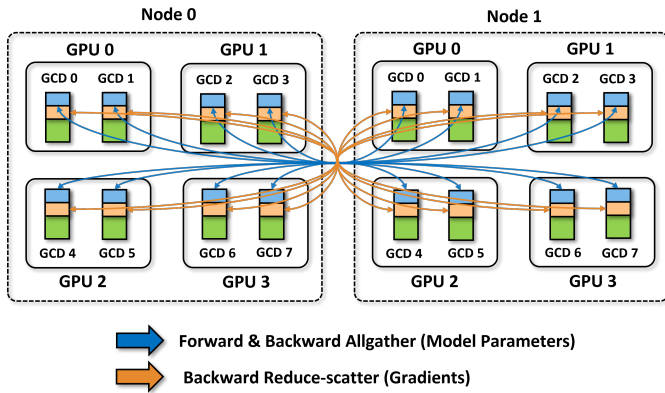 Node 0
Node 1
GPU 0
GPU 1
GPU 0
GPU 1
GCD 0
GCD 1
GCD 2
GCD 3
GCD 0
GCD 1
GCD 2
GCD 3
GCD 4
GCD 5
GCD 6
GCD 7
GCD 4
GCD 5
GCD 6
GCD 7
GPU 2
GPU 3
GPU 2
GPU 3
Forward & Backward Allgather (Model Parameters)
Backward Reduce-scatter (Gradients)